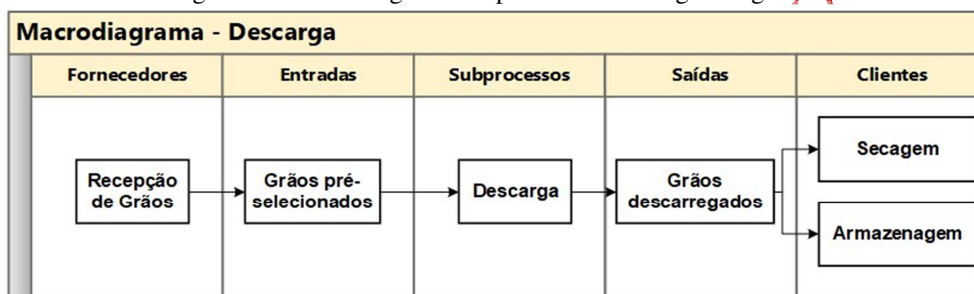 Macrodiagrama - Descarga
Fornecedores
Entradas
Subprocessos
Saídas
Clientes
Recepção
de Grãos
Grãos pré-
selecionados
Descarga
Grãos
descarregados
Secagem
Armazenagem